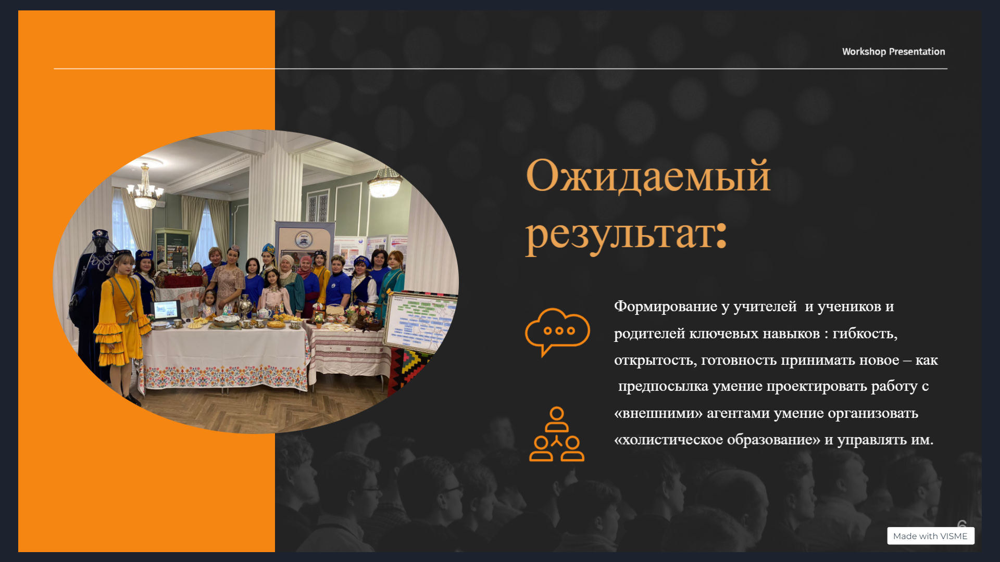 Workshop Presentation
Ожидаемый
результат:
Формирование у учителей  и учеников и
родителей ключевых навыков : гибкость,
открытость, готовность принимать новое – как
предпосылка умение проектировать работу с
«внешними» агентами умение организовать
«холистическое образование» и управлять им.
6
Made with VISME